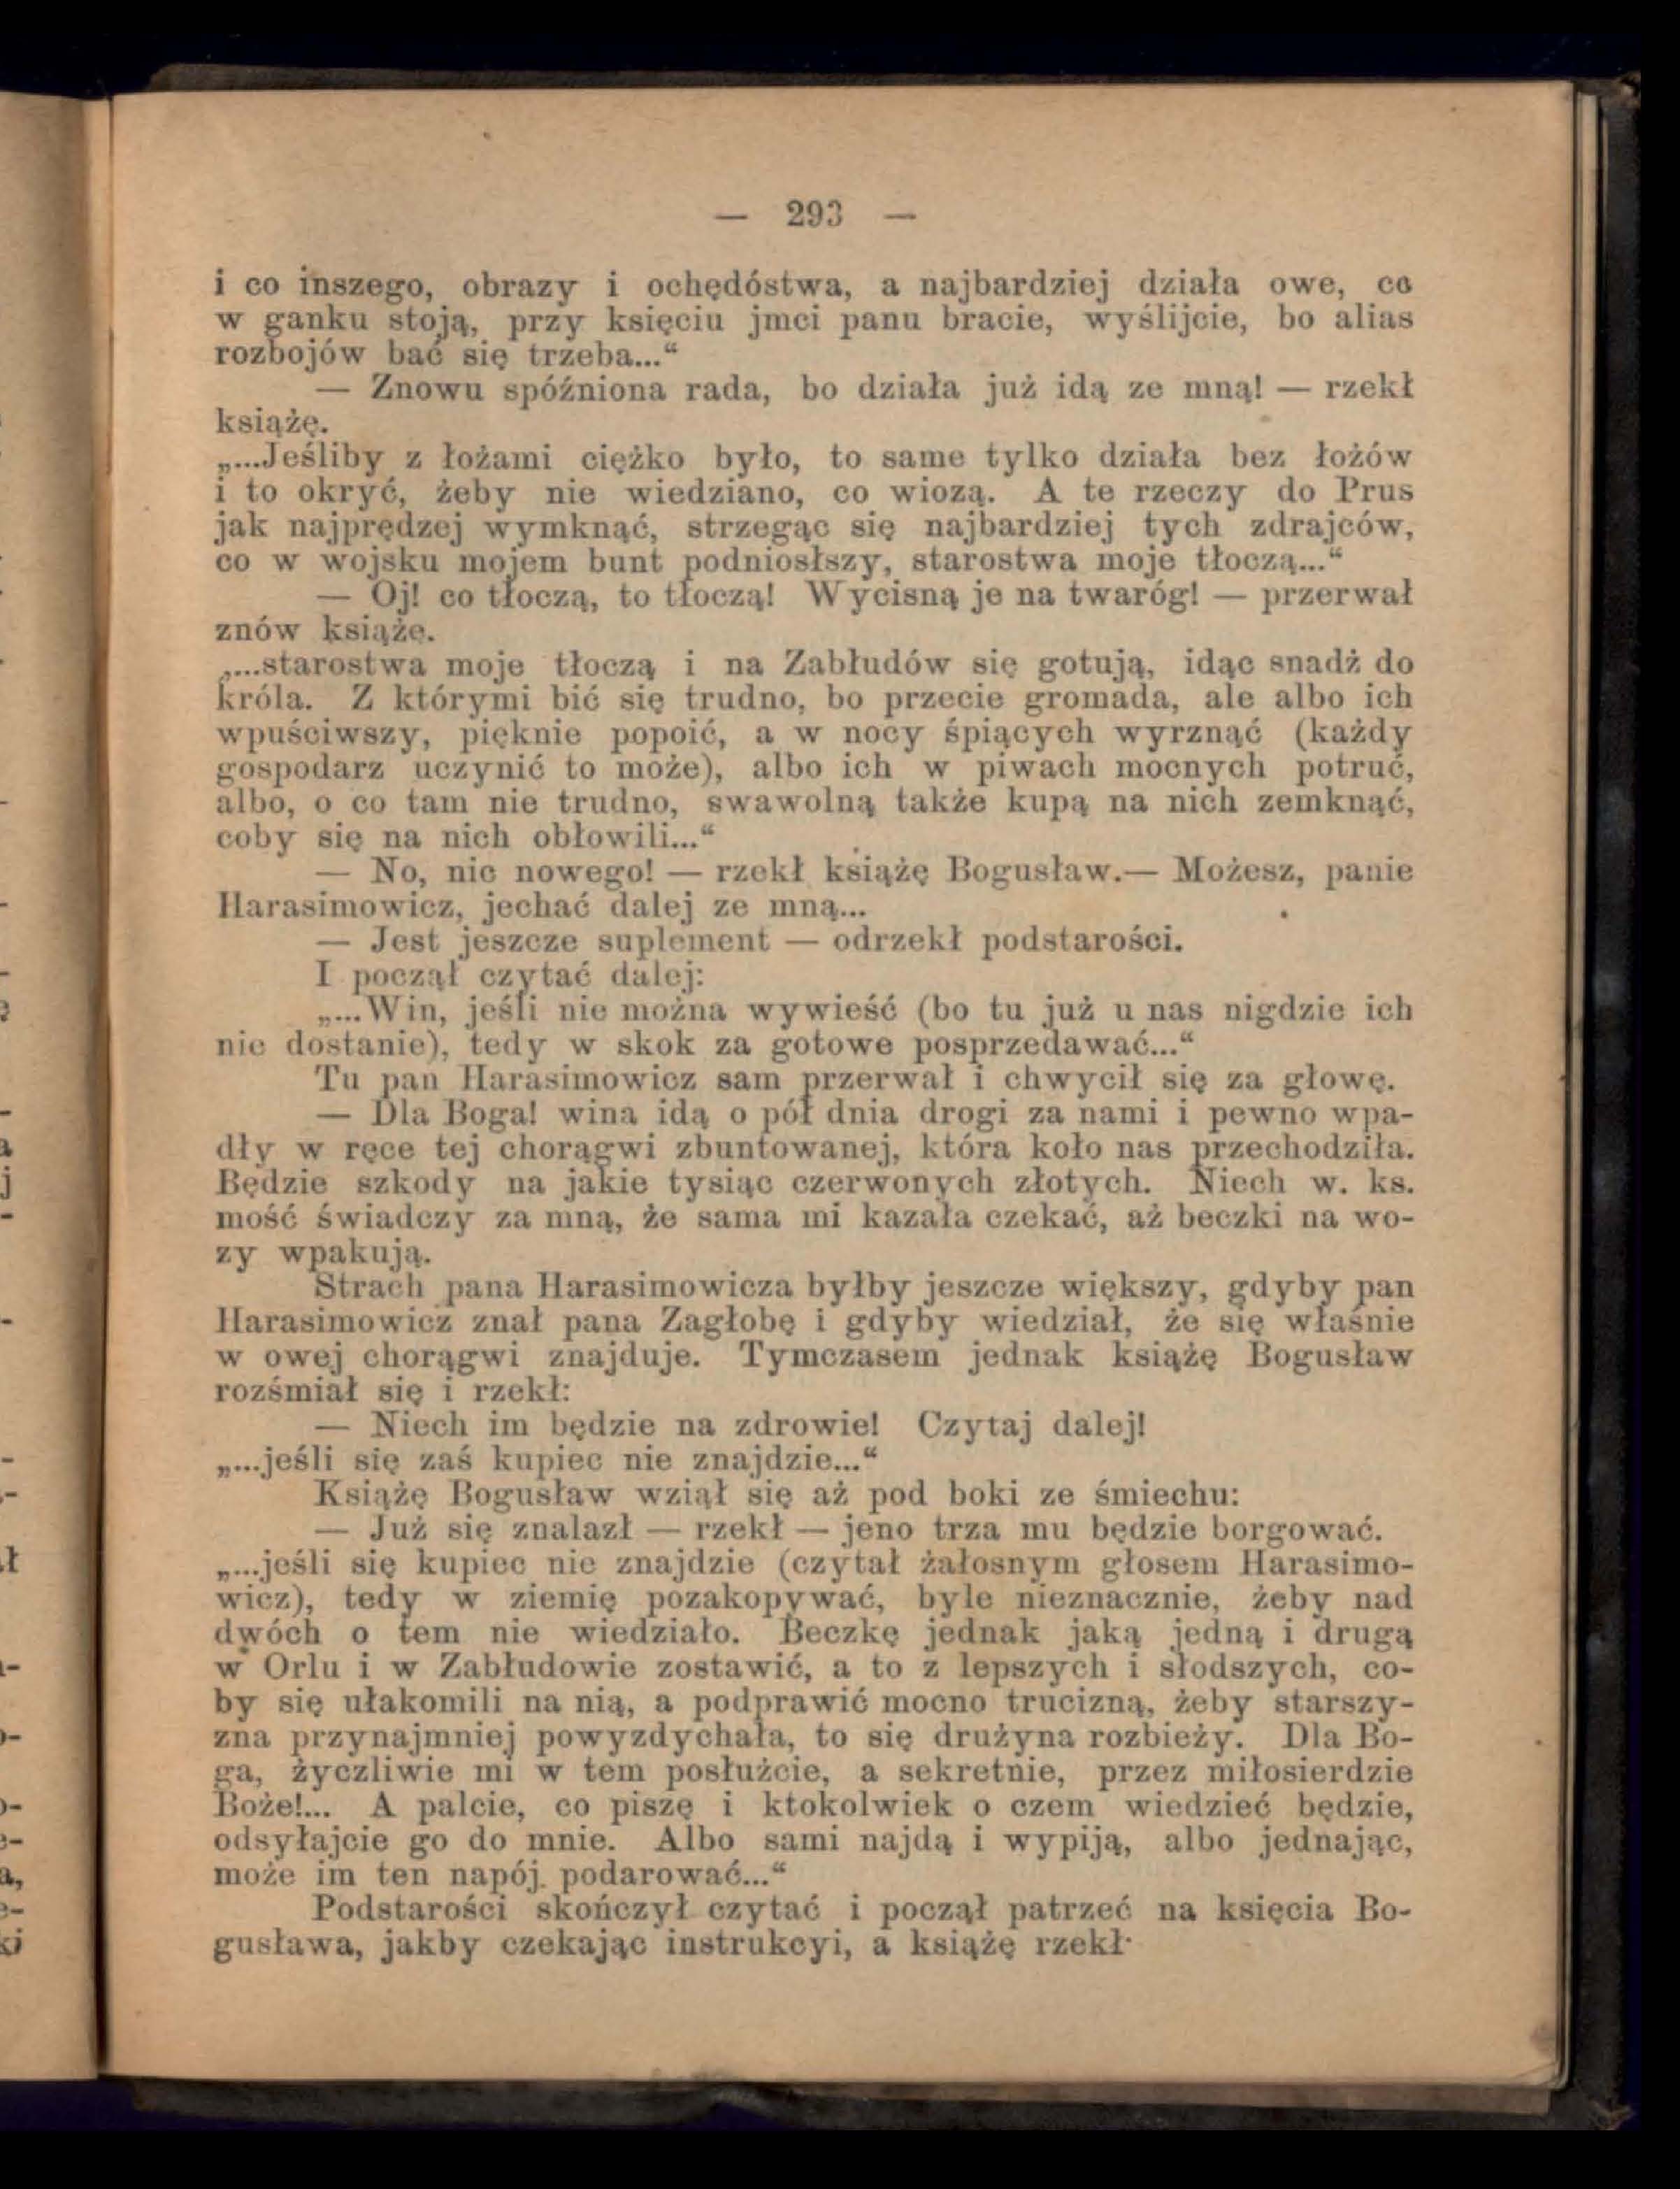 — 293 —
i co inszego, obrazy i ochędóstwa, a najbardziej działa owe, co
w ganku stoją, przy księciu jmci panu bracie, wyślijcie, bo alias
rozbojów bać się trzeba...“
— Znowu spóźniona rada, bo działa już idą ze mną! — rzekł
książę.
„...Jeśliby z łożami ciężko było, to same tylko działa bez łożów
i to okryć, żeby nie wiedziano, co wiozą. A te rzeczy do Prus
jak najprędzej wymknąć, strzegąc się najbardziej tych zdrajców,
co w wojsku mojem bunt podniosłszy, starostwa moje tłoczą...“
— Oj! co tłoczą, to tłoczą! Wycisną je na twaróg! — przerwał
znów książę.
„...starostwa moje tłoczą i na Zabłudów się gotują, idąc snadź do
króla. Z którymi bić się trudno, bo przecie gromada, ale albo ich
wpuściwszy, pięknie popoić, a w nocy śpiących wyrznąć (każdy
gospodarz uczynić to może), albo ich w piwach mocnych potruć,
albo, o co tam nie trudno, swawolną także kupą na nich zemknąć,
coby się na nich obłowili...“
— No, nic nowego! — rzekł książę Bogusław.— Możesz, panie
Harasimowicz, jechać dalej ze mną...
— Jest jeszcze suplement — odrzekł podstarości.
I począł czytać dalej:
„...Win, jeśli nie można wywieść (bo tu już u nas nigdzie ich
nie dostanie), tedy w skok za gotowe posprzedawać...“
Tu pan Harasimowicz sam przerwał i chwycił się za głowę.
— Dla Boga! wina idą o pół dnia drogi za nami i pewno wpa-
dły w ręce tej chorągwi zbuntowanej, która koło nas przechodziła.
Będzie szkody na jakie tysiąc czerwonych złotych. Niech w. ks.
mość świadczy za mną, że sama mi kazała czekać, aż beczki na wo-
zy wpakują.
Strach pana Harasimowicza byłby jeszcze większy, gdyby pan
Harasimowicz znał pana Zagłobę i gdyby wiedział, że się właśnie
w owej chorągwi znajduje. Tymczasem jednak książę Bogusław
rozśmiał się i rzekł:
— Niech im będzie na zdrowie! Czytaj dalej!
„...jeśli się zaś kupiec nie znajdzie...“
Książę Bogusław wziął się aż pod boki ze śmiechu:
— Już się znalazł — rzekł — jeno trza mu będzie borgować.
„...jeśli się kupiec nie znajdzie (czytał żałosnym głosem Harasimo-
wicz), tedy w ziemię pozakopywać, byle nieznacznie, żeby nad
dwóch o tem nie wiedziało. Beczkę jednak jaką jedną i drugą
w Orlu i w Zabłudowie zostawić, a to z lepszych i słodszych, co-
by się ułakomili na nią, a podprawić mocno trucizną, żeby starszy-
zna przynajmniej powyzdychała, to się drużyna rozbieży. Dla Bo-
ga, życzliwie mi w tem posłużcie, a sekretnie, przez miłosierdzie
Boże!... A palcie, co piszę i ktokolwiek o czem wiedzieć będzie,
odsyłajcie go do mnie. Albo sami najdą i wypiją, albo jednając,
może im ten napój podarować...“
Podstarości skończył czytać i począł patrzeć na księcia Bo-
gusława, jakby czekając instrukcyi, a książę rzekł·